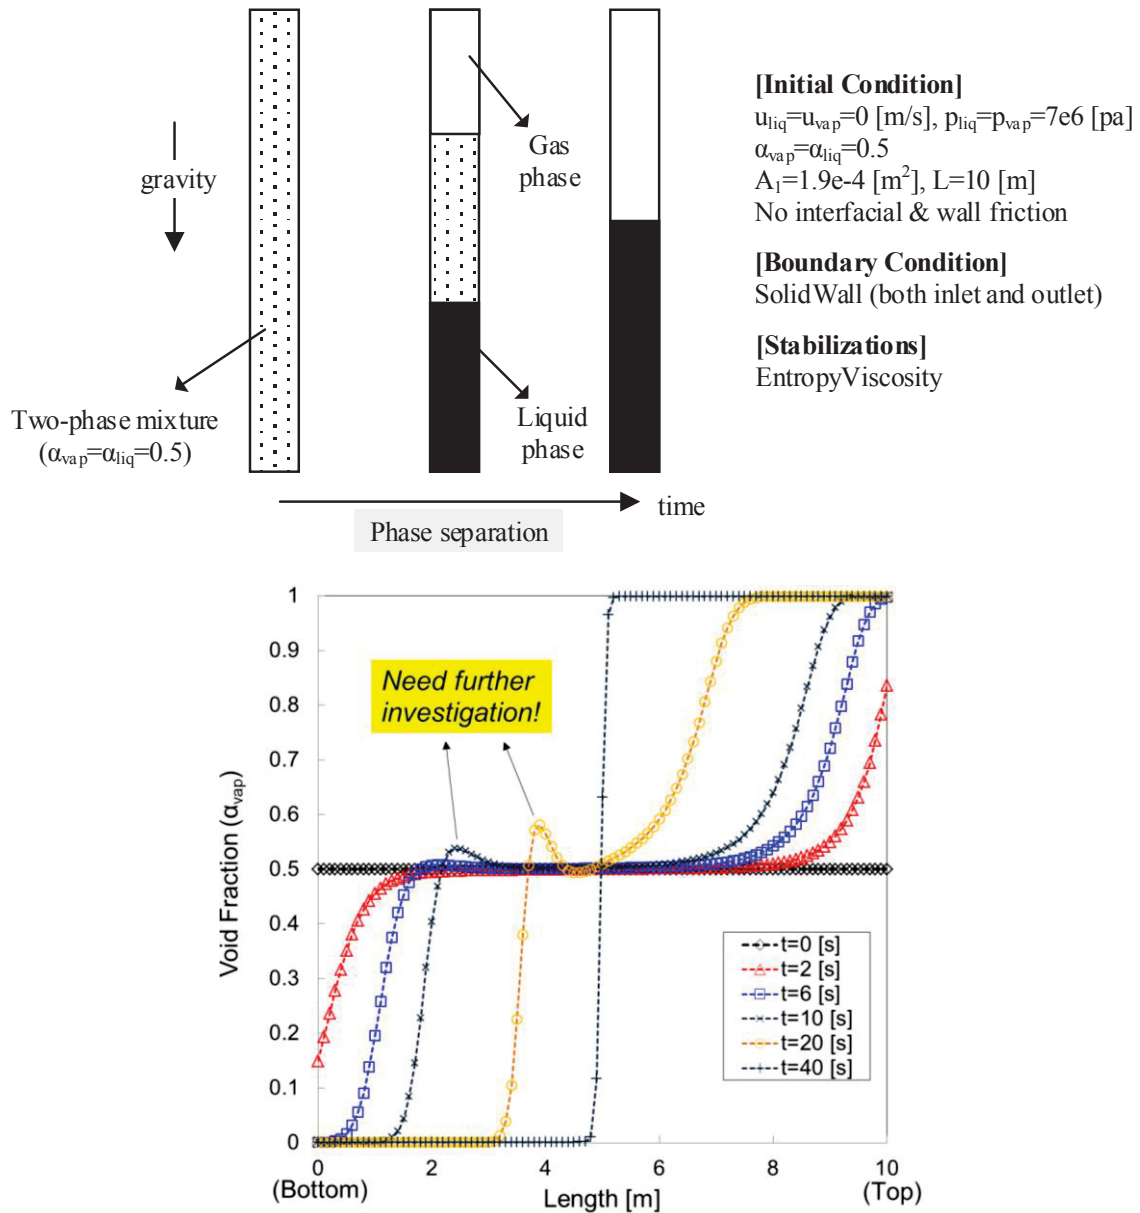 gravity
Two-phase mixture
(αvap=αliq=0.5)
Gas
phase
Liquid
phase
time
Phase separation
[Initial Condition]
uliq=uvap=0 [m/s], pliq=pvap=7e6 [pa]
αvap=αliq=0.5
A1=1.9e-4 [m2], L=10 [m]
No interfacial & wall friction
[Boundary Condition]
SolidWall (both inlet and outlet)
[Stabilizations]
EntropyViscosity
Void Fraction (αvap)
1
0.9
0.8
0.7
0.6
0.5
0.4
0.3
0.2
0.1
0
Need further
investigation!
t=0 [s]
t=2 [s]
t=6 [s]
t=10 [s]
t=20 [s]
t=40 [s]
0 2 4 6 8 10
(Bottom) Length [m] (Top)